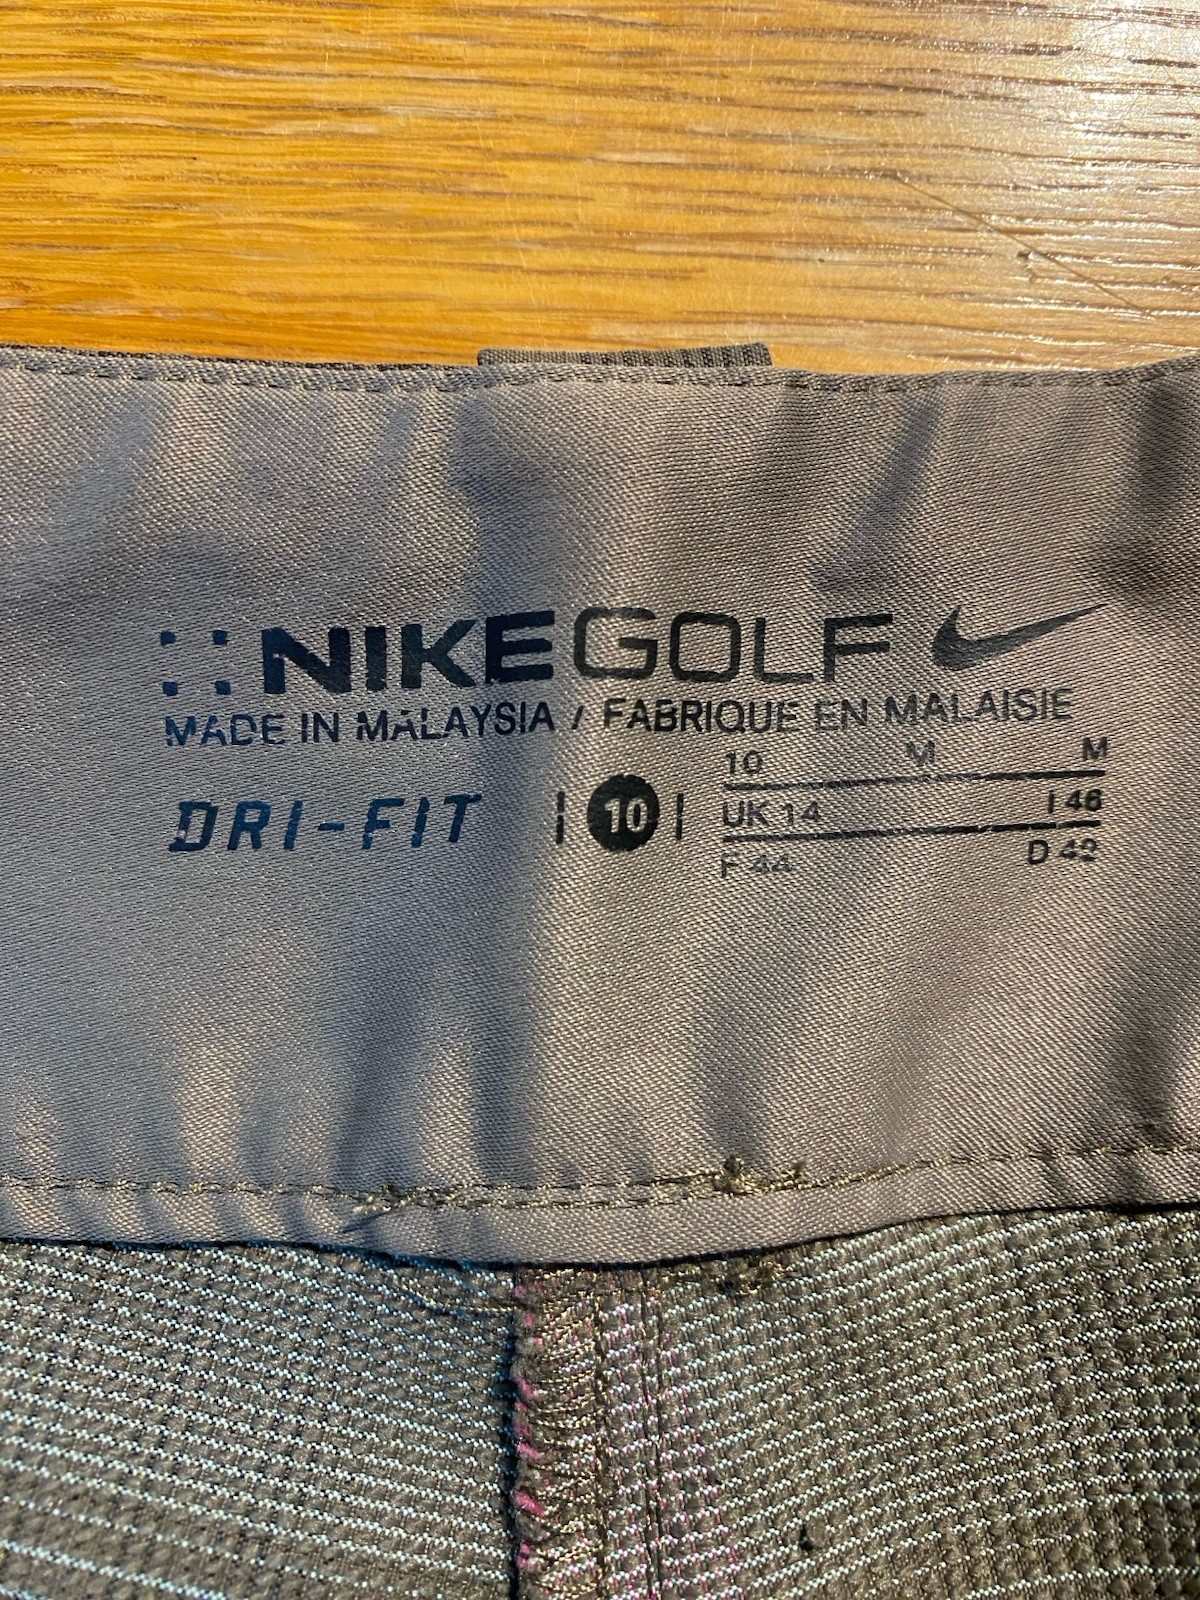 NIKEGOLF
MADE IN MALAYSIA / FABRIQUE EN MALAISIE
DRI-FIT
10
10 M M
UK 14 I 46
F 44 D 42